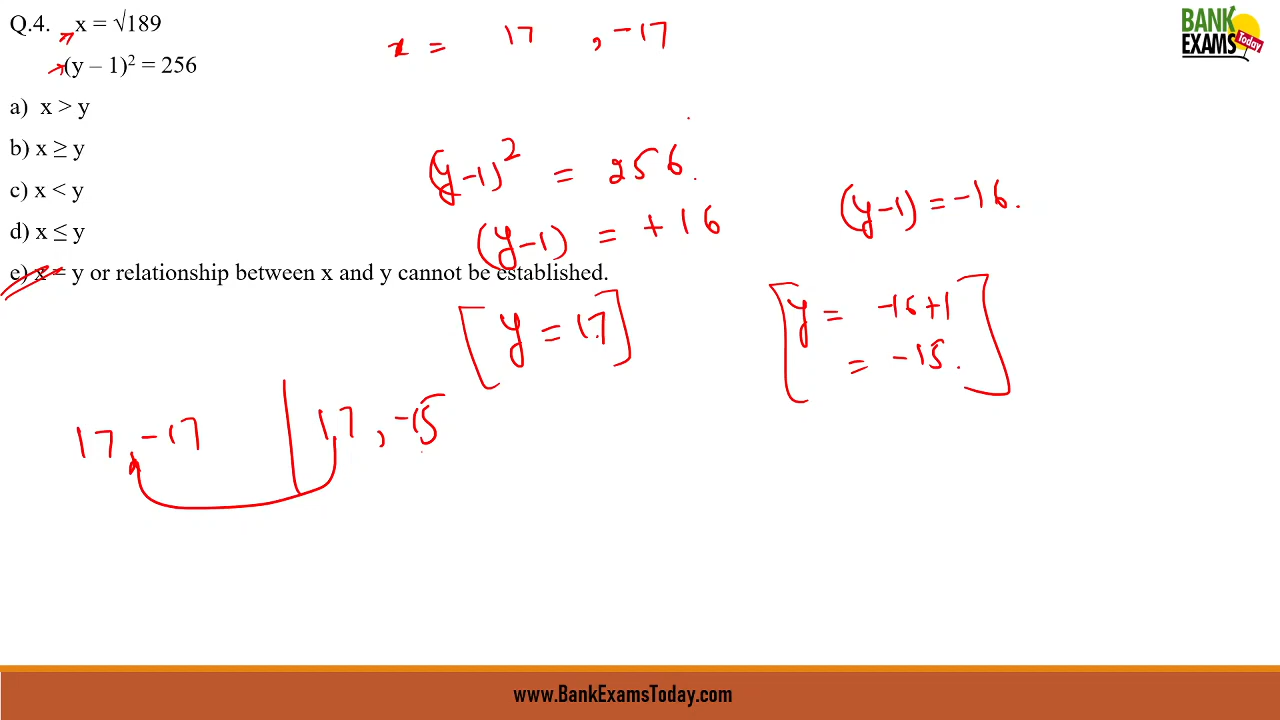 Q.4. x = √189
(y – 1)² = 256
a) x > y
b) x ≥ y
c) x < y
d) x ≤ y
e) x = y or relationship between x and y cannot be established.
x = 17 , -17
(y-1)² = 256.
(y-1) = +16
[y = 17]
(y-1) = -16.
[y = -16+1
= -15.]
17, -17 | 17, -15
BANK
EXAMS
Today
www.BankExamsToday.com